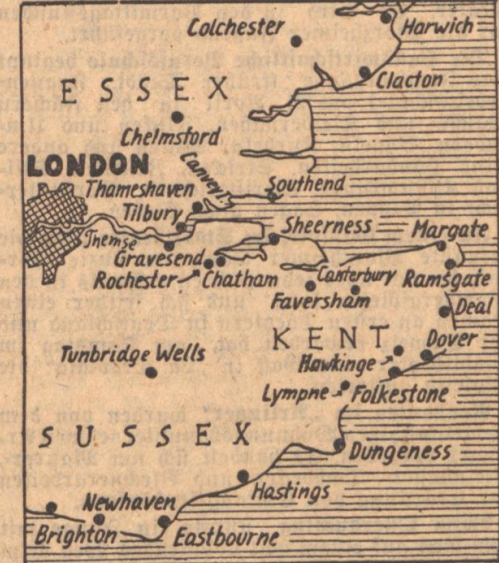 Colchester
Harwich
Clacton
ESSEX
Chelmsford
LONDON
Canvey I.
Thameshaven
Southend
Tilbury
Sheerness
Margate
Themse
Gravesend
Rochester
Chatham
Canterbury
Ramsgate
Faversham
Deal
KENT
Dover
Tunbridge Wells
Hawkinge
Lympne
Folkestone
SUSSEX
Dungeness
Hastings
Newhaven
Brighton
Eastbourne